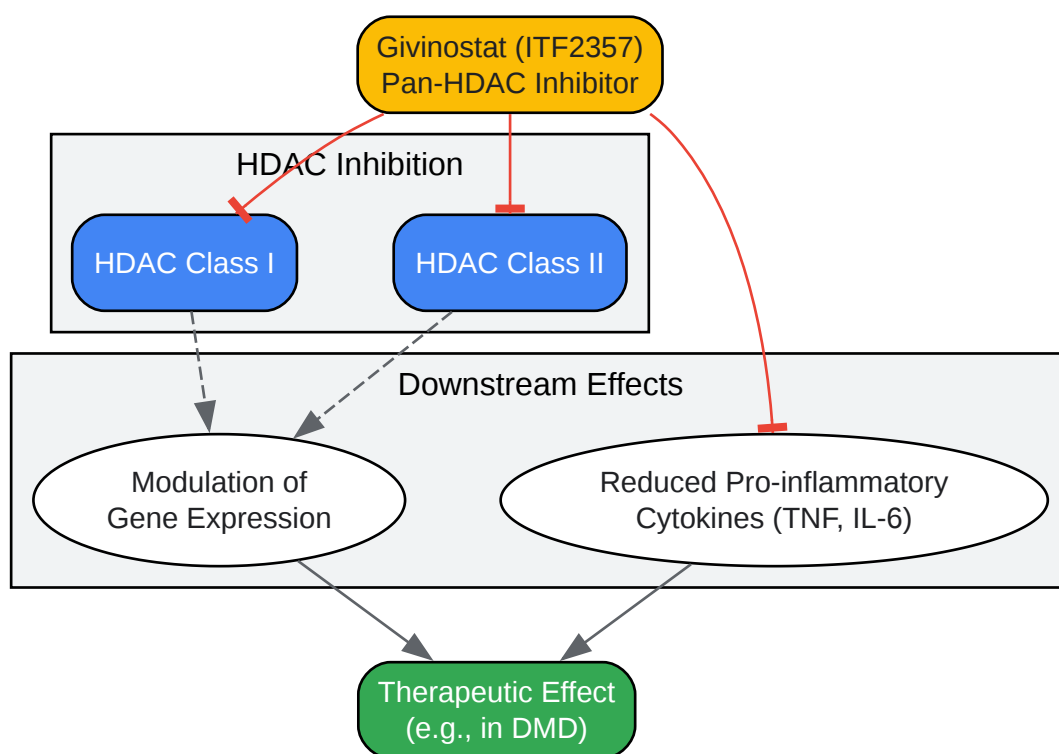 Givinostat (ITF2357)
Pan-HDAC Inhibitor
HDAC Inhibition
HDAC Class I
HDAC Class II
Downstream Effects
Modulation of
Gene Expression
Reduced Pro-inflammatory
Cytokines (TNF, IL-6)
Therapeutic Effect
(e.g., in DMD)